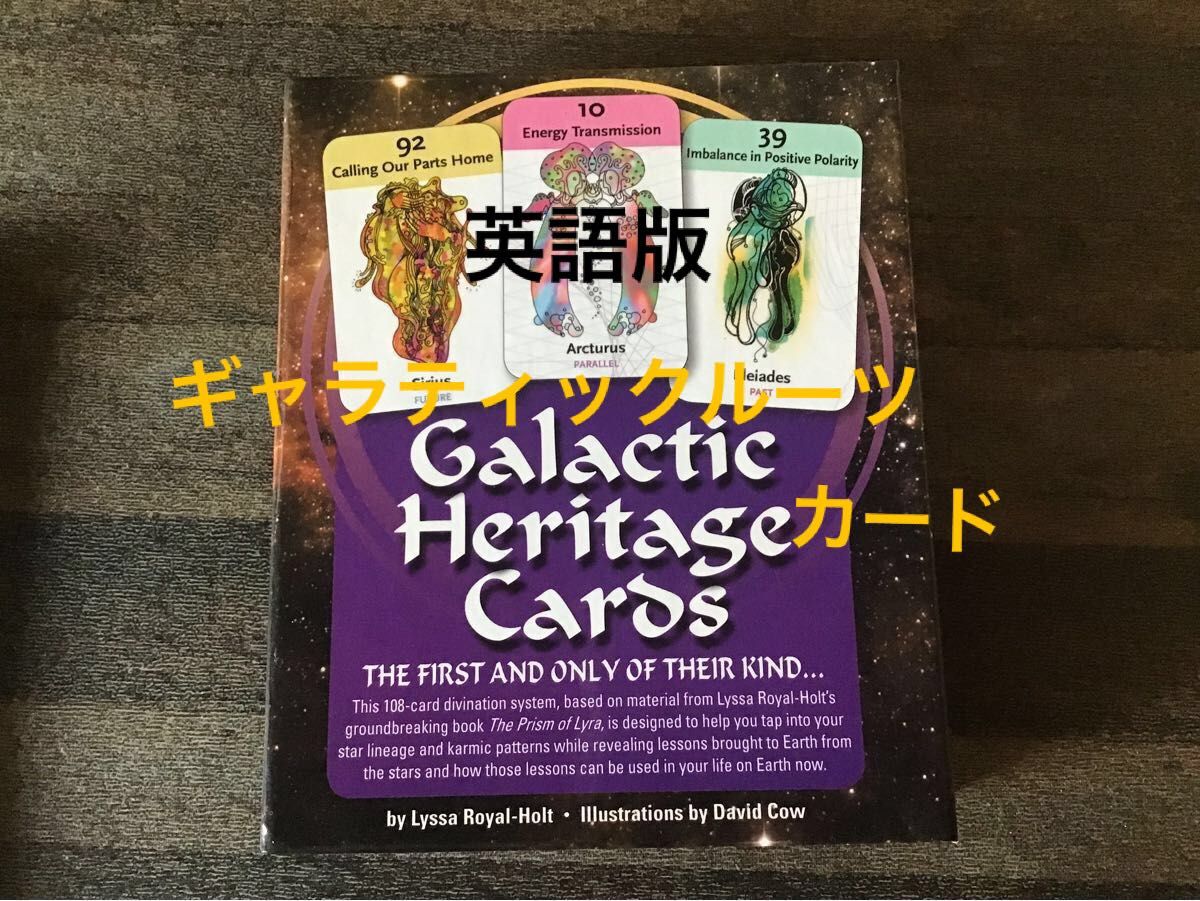 92
Calling Our Parts Home
10
Energy Transmission
39
Imbalance in Positive Polarity
英語版
Arcturus
PARALLEL
Sirius
FUTURE
Pleiades
PAST
ギャラティックルーツ
カード
Galactic
Heritage
Cards
THE FIRST AND ONLY OF THEIR KIND...
This 108-card divination system, based on material from Lyssa Royal-Holt's
groundbreaking book The Prism of Lyra, is designed to help you tap into your
star lineage and karmic patterns while revealing lessons brought to Earth from
the stars and how those lessons can be used in your life on Earth now.
by Lyssa Royal-Holt • Illustrations by David Cow